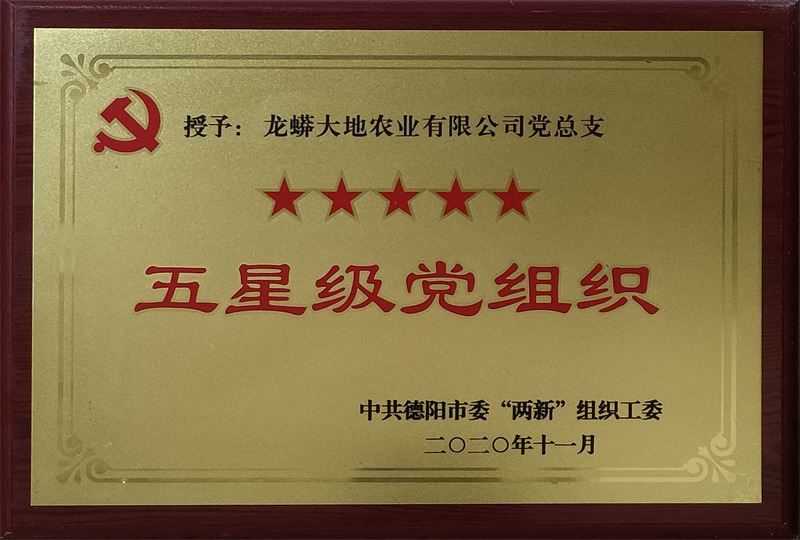 授予：龙蟒大地农业有限公司党总支
五星级党组织
中共德阳市委“两新”组织工委
二〇二〇年十一月